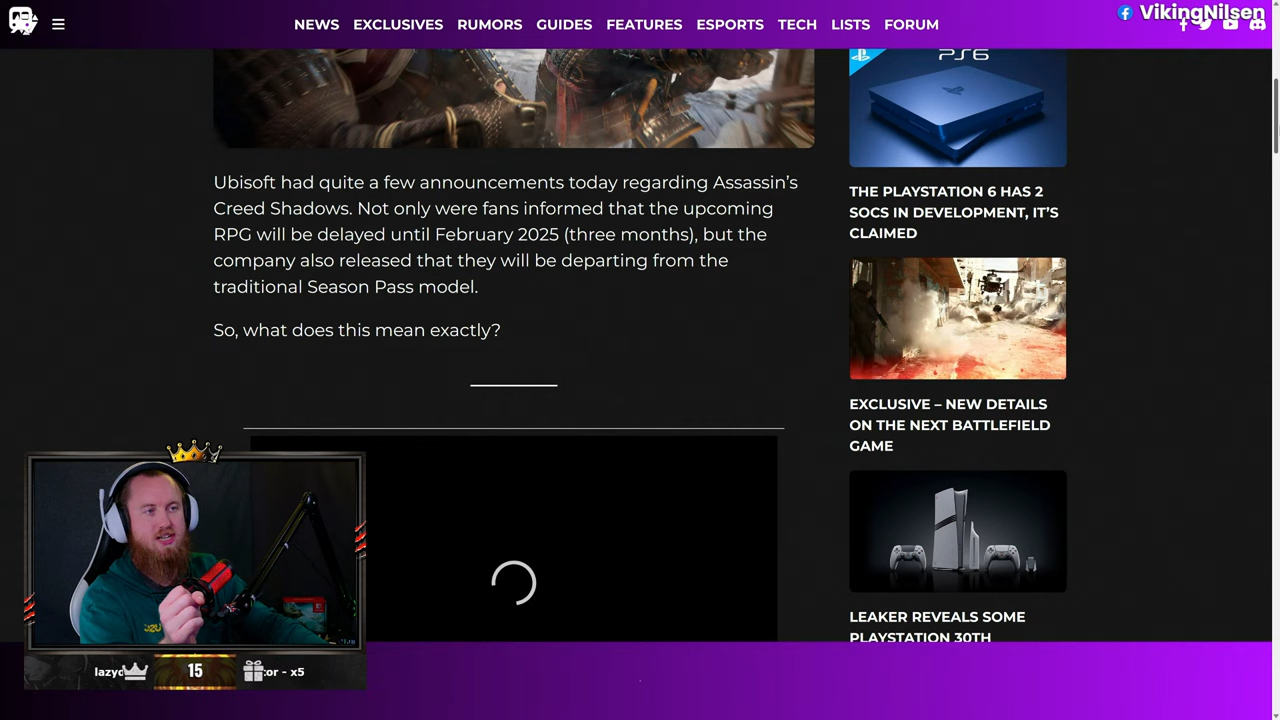 NEWS EXCLUSIVES RUMORS GUIDES FEATURES ESPORTS TECH LISTS FORUM
VikingNilsen
Ubisoft had quite a few announcements today regarding Assassin's
Creed Shadows. Not only were fans informed that the upcoming
RPG will be delayed until February 2025 (three months), but the
company also released that they will be departing from the
traditional Season Pass model.
So, what does this mean exactly?
PS6
THE PLAYSTATION 6 HAS 2
SOCS IN DEVELOPMENT, IT'S
CLAIMED
EXCLUSIVE – NEW DETAILS
ON THE NEXT BATTLEFIELD
GAME
LEAKER REVEALS SOME
PLAYSTATION 30TH
lazyc
15
tor - x5